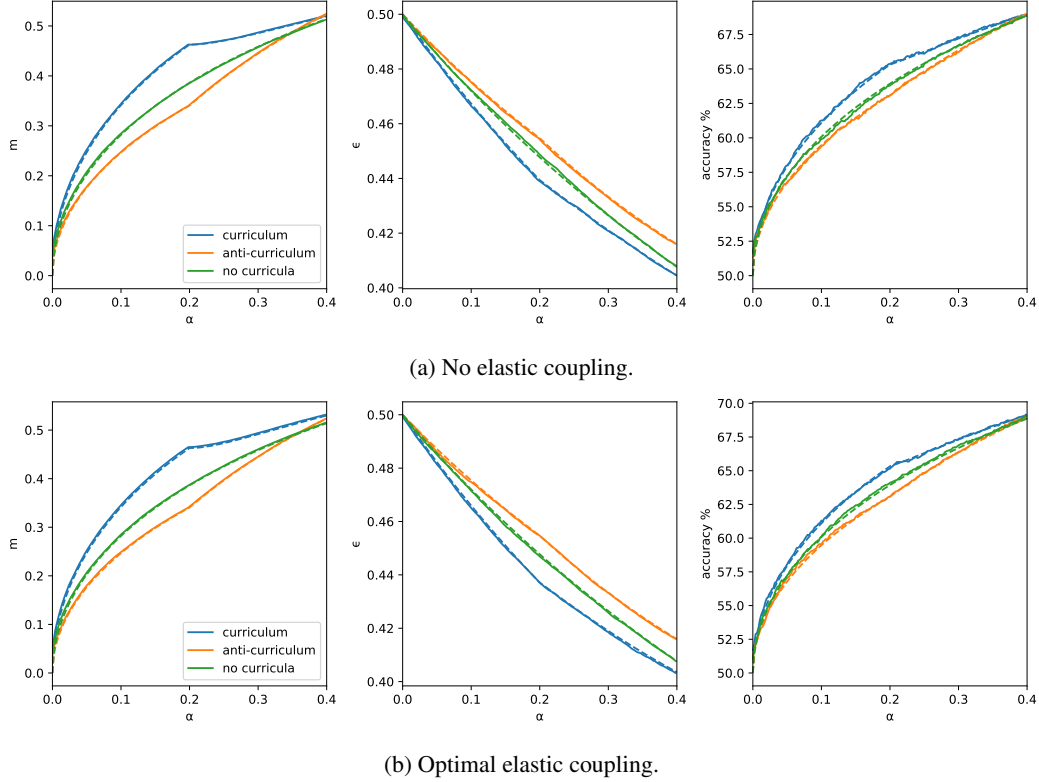 0.5
0.4
0.3
0.2
0.1
0.0
m
0.0 0.1 0.2 0.3 0.4
α
curriculum
anti-curriculum
no curricula
0.50
0.48
0.46
0.44
0.42
0.40
ϵ
0.0 0.1 0.2 0.3 0.4
α
67.5
65.0
62.5
60.0
57.5
55.0
52.5
50.0
accuracy %
0.0 0.1 0.2 0.3 0.4
α
(a) No elastic coupling.
0.5
0.4
0.3
0.2
0.1
0.0
m
0.0 0.1 0.2 0.3 0.4
α
curriculum
anti-curriculum
no curricula
0.50
0.48
0.46
0.44
0.42
0.40
ϵ
0.0 0.1 0.2 0.3 0.4
α
70.0
67.5
65.0
62.5
60.0
57.5
55.0
52.5
50.0
accuracy %
0.0 0.1 0.2 0.3 0.4
α
(b) Optimal elastic coupling.